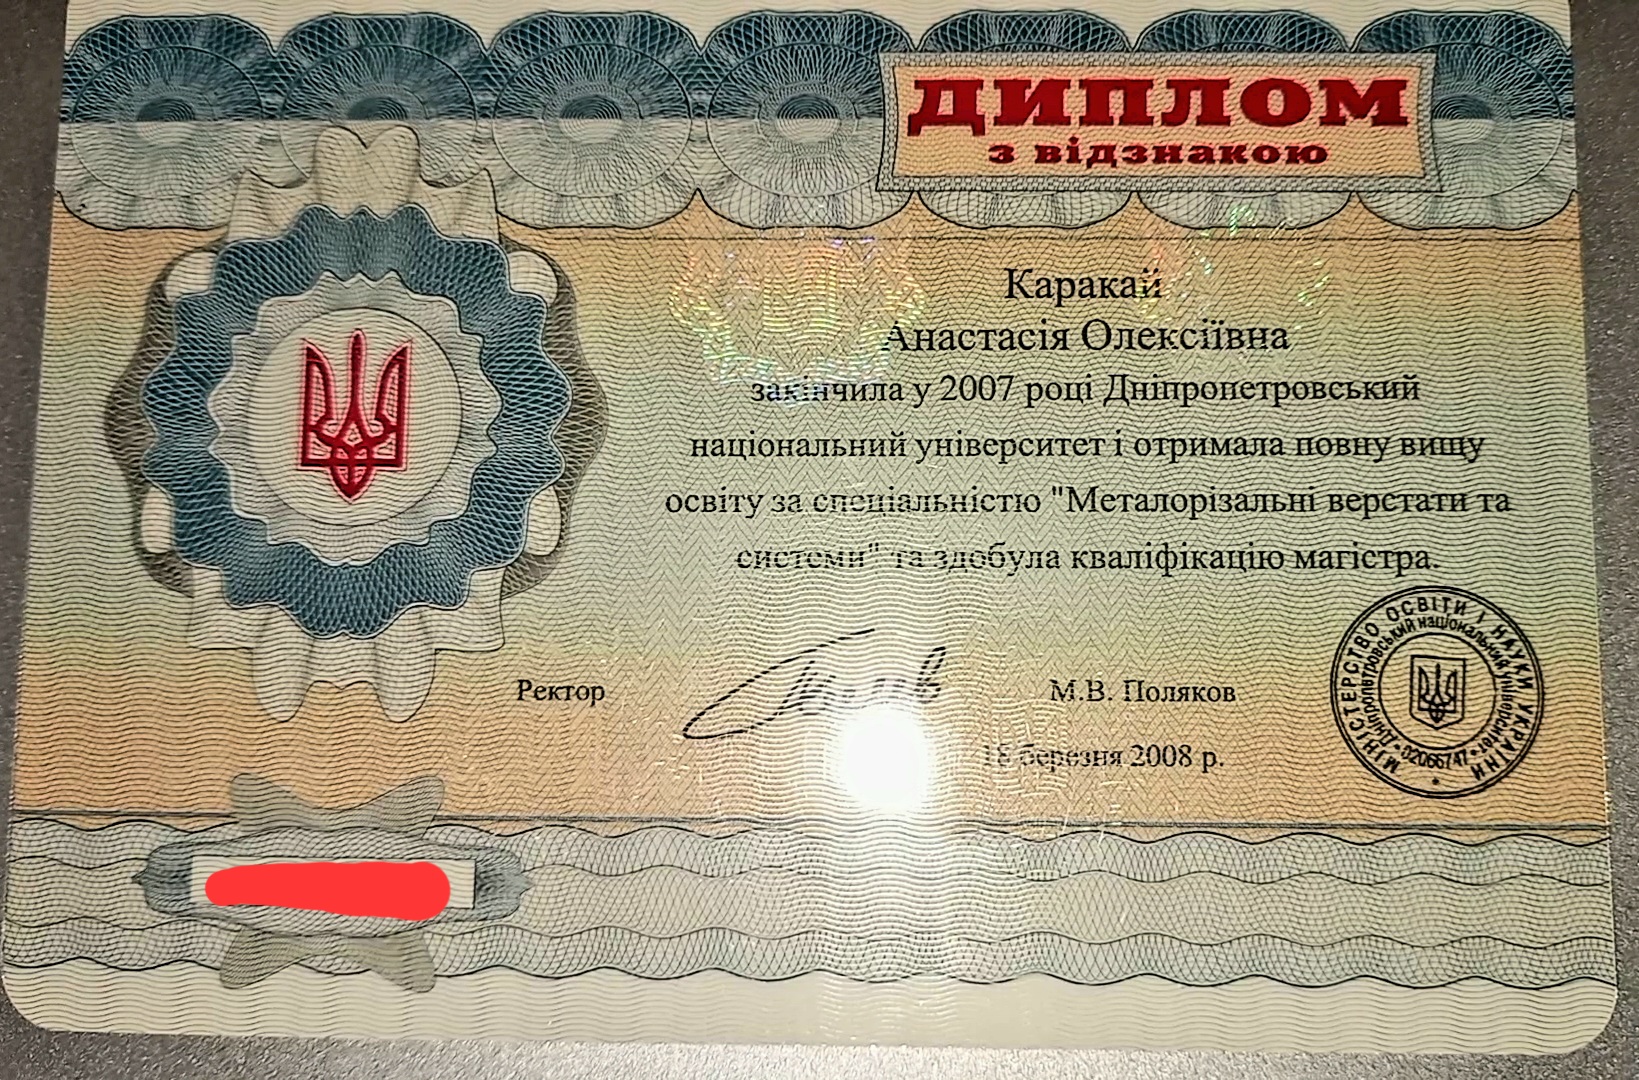 ДИПЛОМ
з відзнакою
Каракай
Анастасія Олексіївна
закінчила у 2007 році Дніпропетровський
національний університет і отримала повну вищу
освіту за спеціальністю "Металорізальні верстати та
системи" та здобула кваліфікацію магістра.
Ректор М.В. Поляков
18 березня 2008 р.
МІНІСТЕРСТВО ОСВІТИ І НАУКИ УКРАЇНИ
Дніпропетровський національний університет
02066747